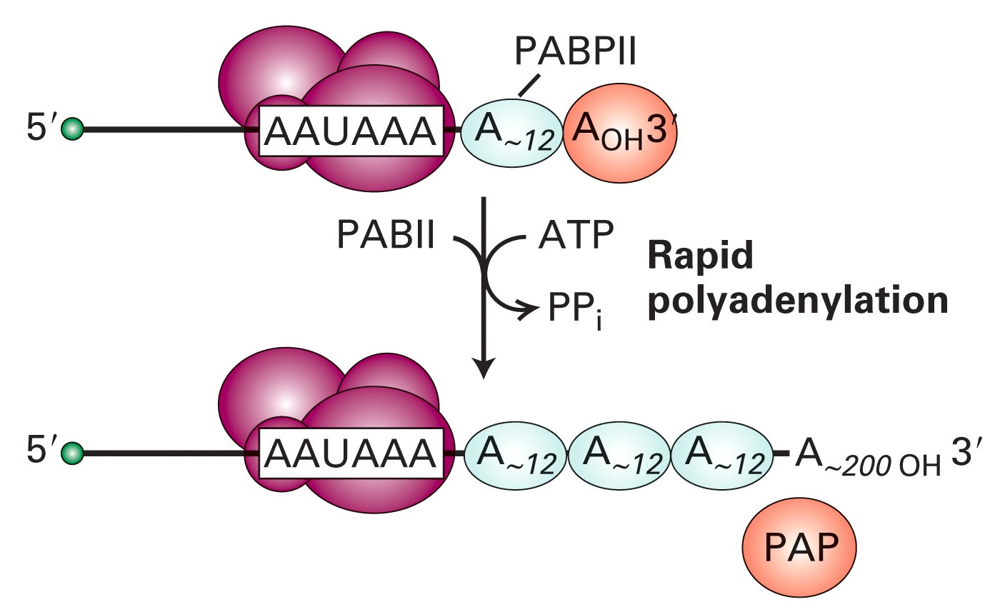 PABPII
5′ AAUAAA A~12 AOH3′
PABII ATP
Rapid
polyadenylation
PPi
5′ AAUAAA A~12 A~12 A~12 A~200 OH 3′
PAP